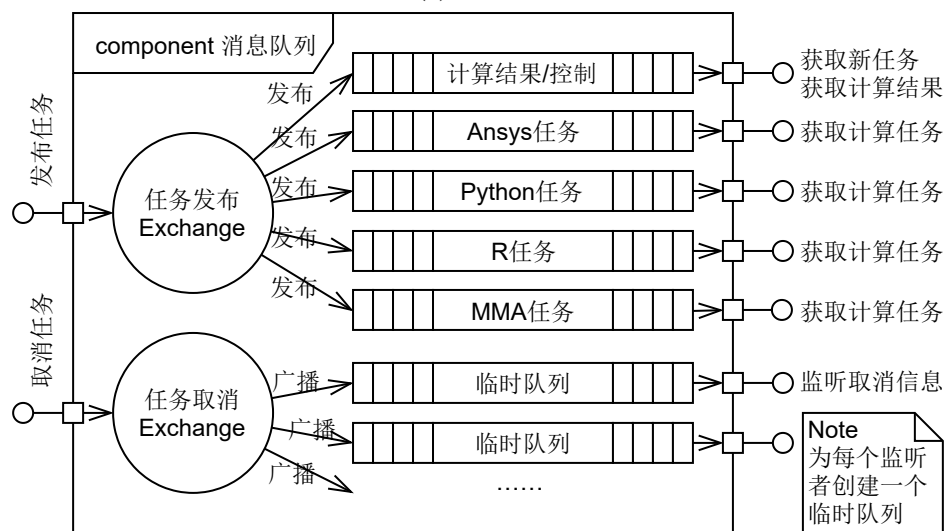 component 消息队列
发布任务
任务发布
Exchange
发布
计算结果/控制
获取新任务
获取计算结果
发布
Ansys任务
获取计算任务
发布
Python任务
获取计算任务
发布
R任务
获取计算任务
发布
MMA任务
获取计算任务
取消任务
任务取消
Exchange
广播
临时队列
监听取消信息
广播
临时队列
广播
……
Note
为每个监听
者创建一个
临时队列